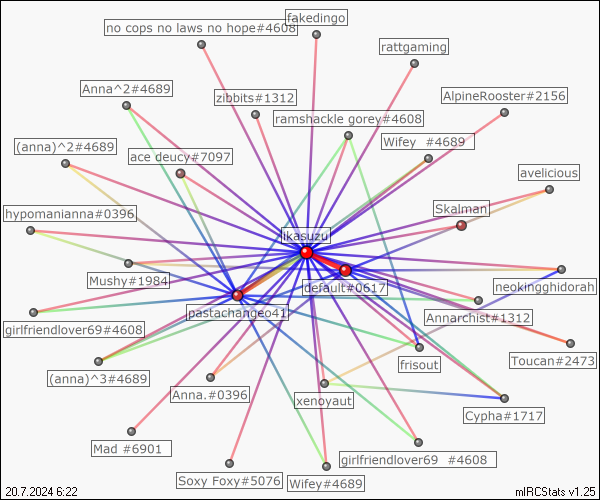 fakedingo
no cops no laws no hope#4608
rattgaming
Anna^2#4689
zibbits#1312
AlpineRooster#2156
ramshackle gorey#4608
(anna)^2#4689
ace deucy#7097
Wifey #4689
avelicious
hypomanianna#0396
Skalman
ikasuzu
Mushy#1984
default#0617
neokingghidorah
pastachangeo41
Annarchist#1312
girlfriendlover69#4608
Toucan#2473
frisout
(anna)^3#4689
Anna.#0396
xenoyaut
Cypha#1717
Mad #6901
girlfriendlover69 #4608
Soxy Foxy#5076
Wifey#4689
20.7.2024 6:22
mIRCStats v1.25